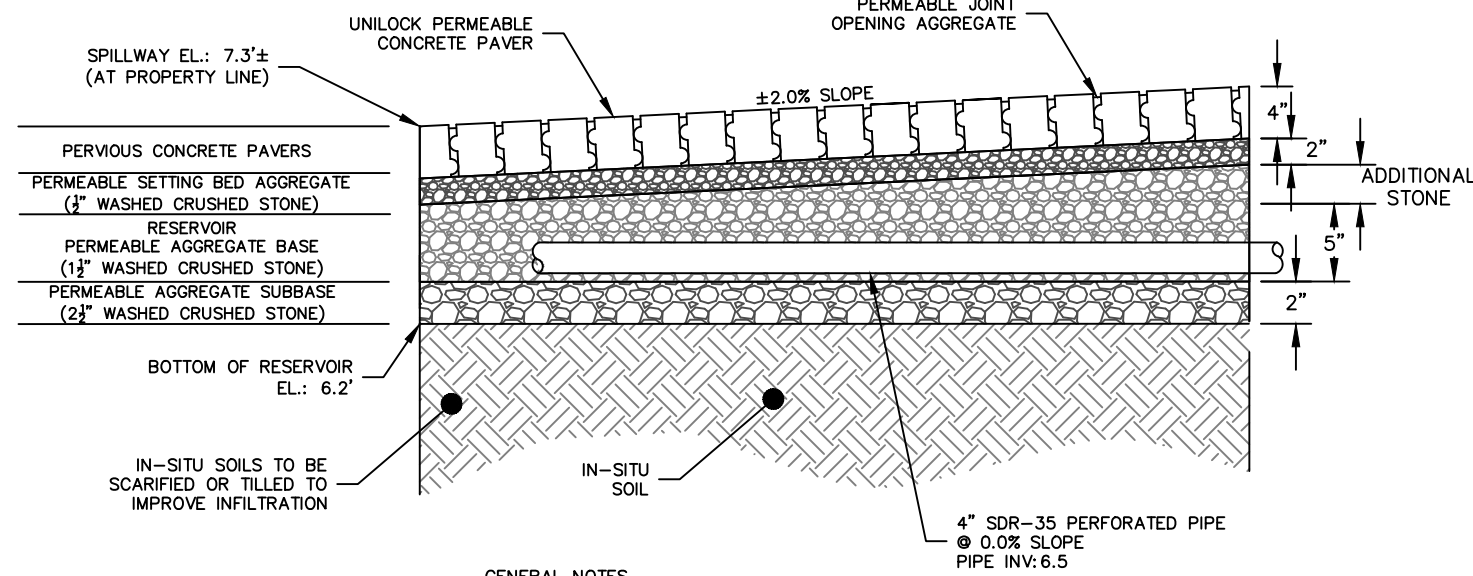 PERMEABLE JOINT
OPENING AGGREGATE
UNILOCK PERMEABLE
CONCRETE PAVER
SPILLWAY EL.: 7.3'±
(AT PROPERTY LINE)
±2.0% SLOPE
4"
2"
ADDITIONAL
STONE
5"
2"
PERVIOUS CONCRETE PAVERS
PERMEABLE SETTING BED AGGREGATE
(½" WASHED CRUSHED STONE)
RESERVOIR
PERMEABLE AGGREGATE BASE
(1½" WASHED CRUSHED STONE)
PERMEABLE AGGREGATE SUBBASE
(2½" WASHED CRUSHED STONE)
BOTTOM OF RESERVOIR
EL.: 6.2'
IN-SITU SOILS TO BE
SCARIFIED OR TILLED TO
IMPROVE INFILTRATION
IN-SITU
SOIL
4" SDR-35 PERFORATED PIPE
@ 0.0% SLOPE
PIPE INV: 6.5
GENERAL NOTES